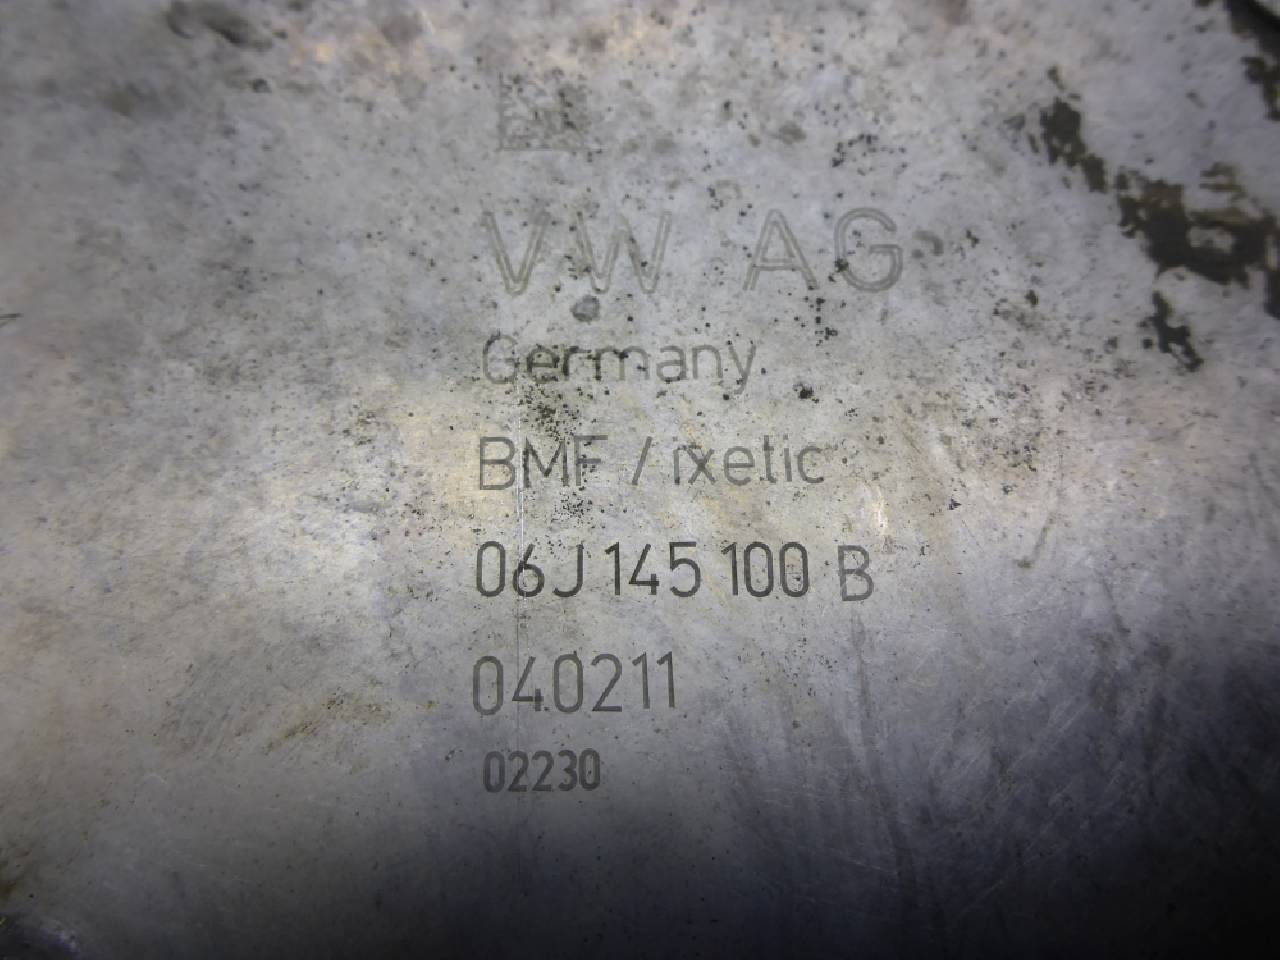 VW AG
Germany
BMF / ixetic
06J 145 100 B
040211
02230